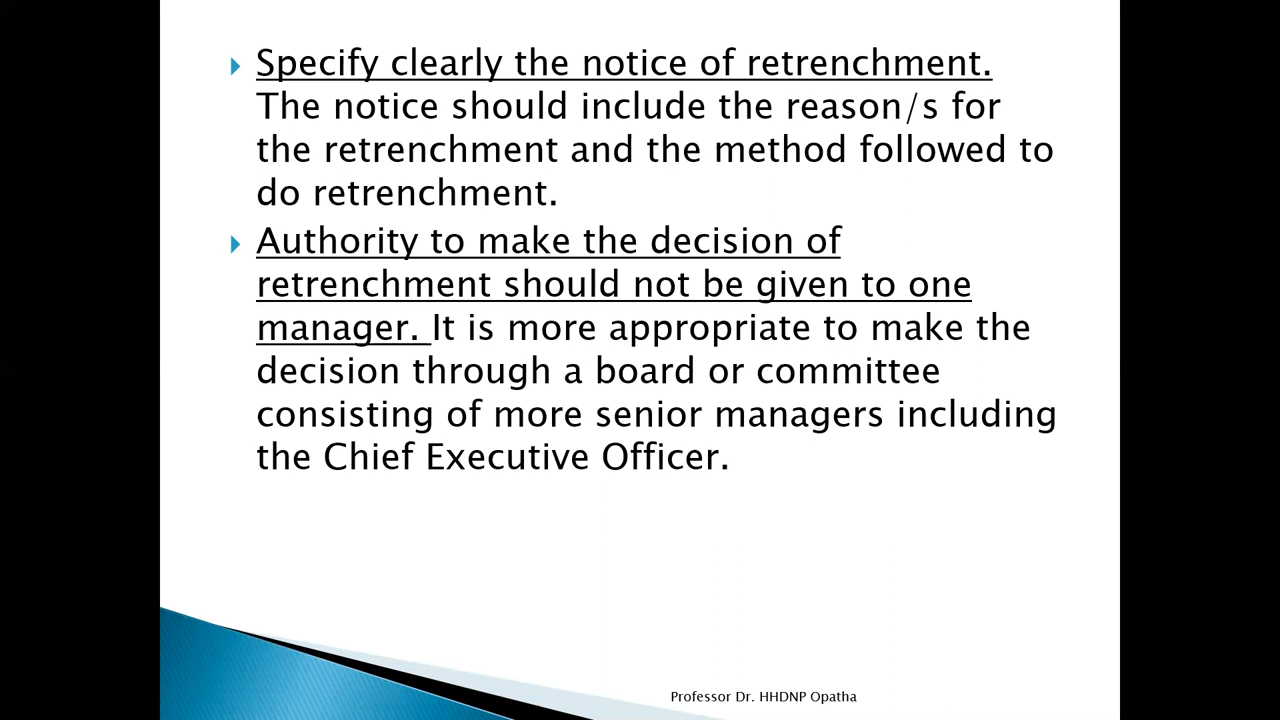 Specify clearly the notice of retrenchment.
The notice should include the reason/s for
the retrenchment and the method followed to
do retrenchment.
Authority to make the decision of
retrenchment should not be given to one
manager. It is more appropriate to make the
decision through a board or committee
consisting of more senior managers including
the Chief Executive Officer.
Professor Dr. HHDNP Opatha